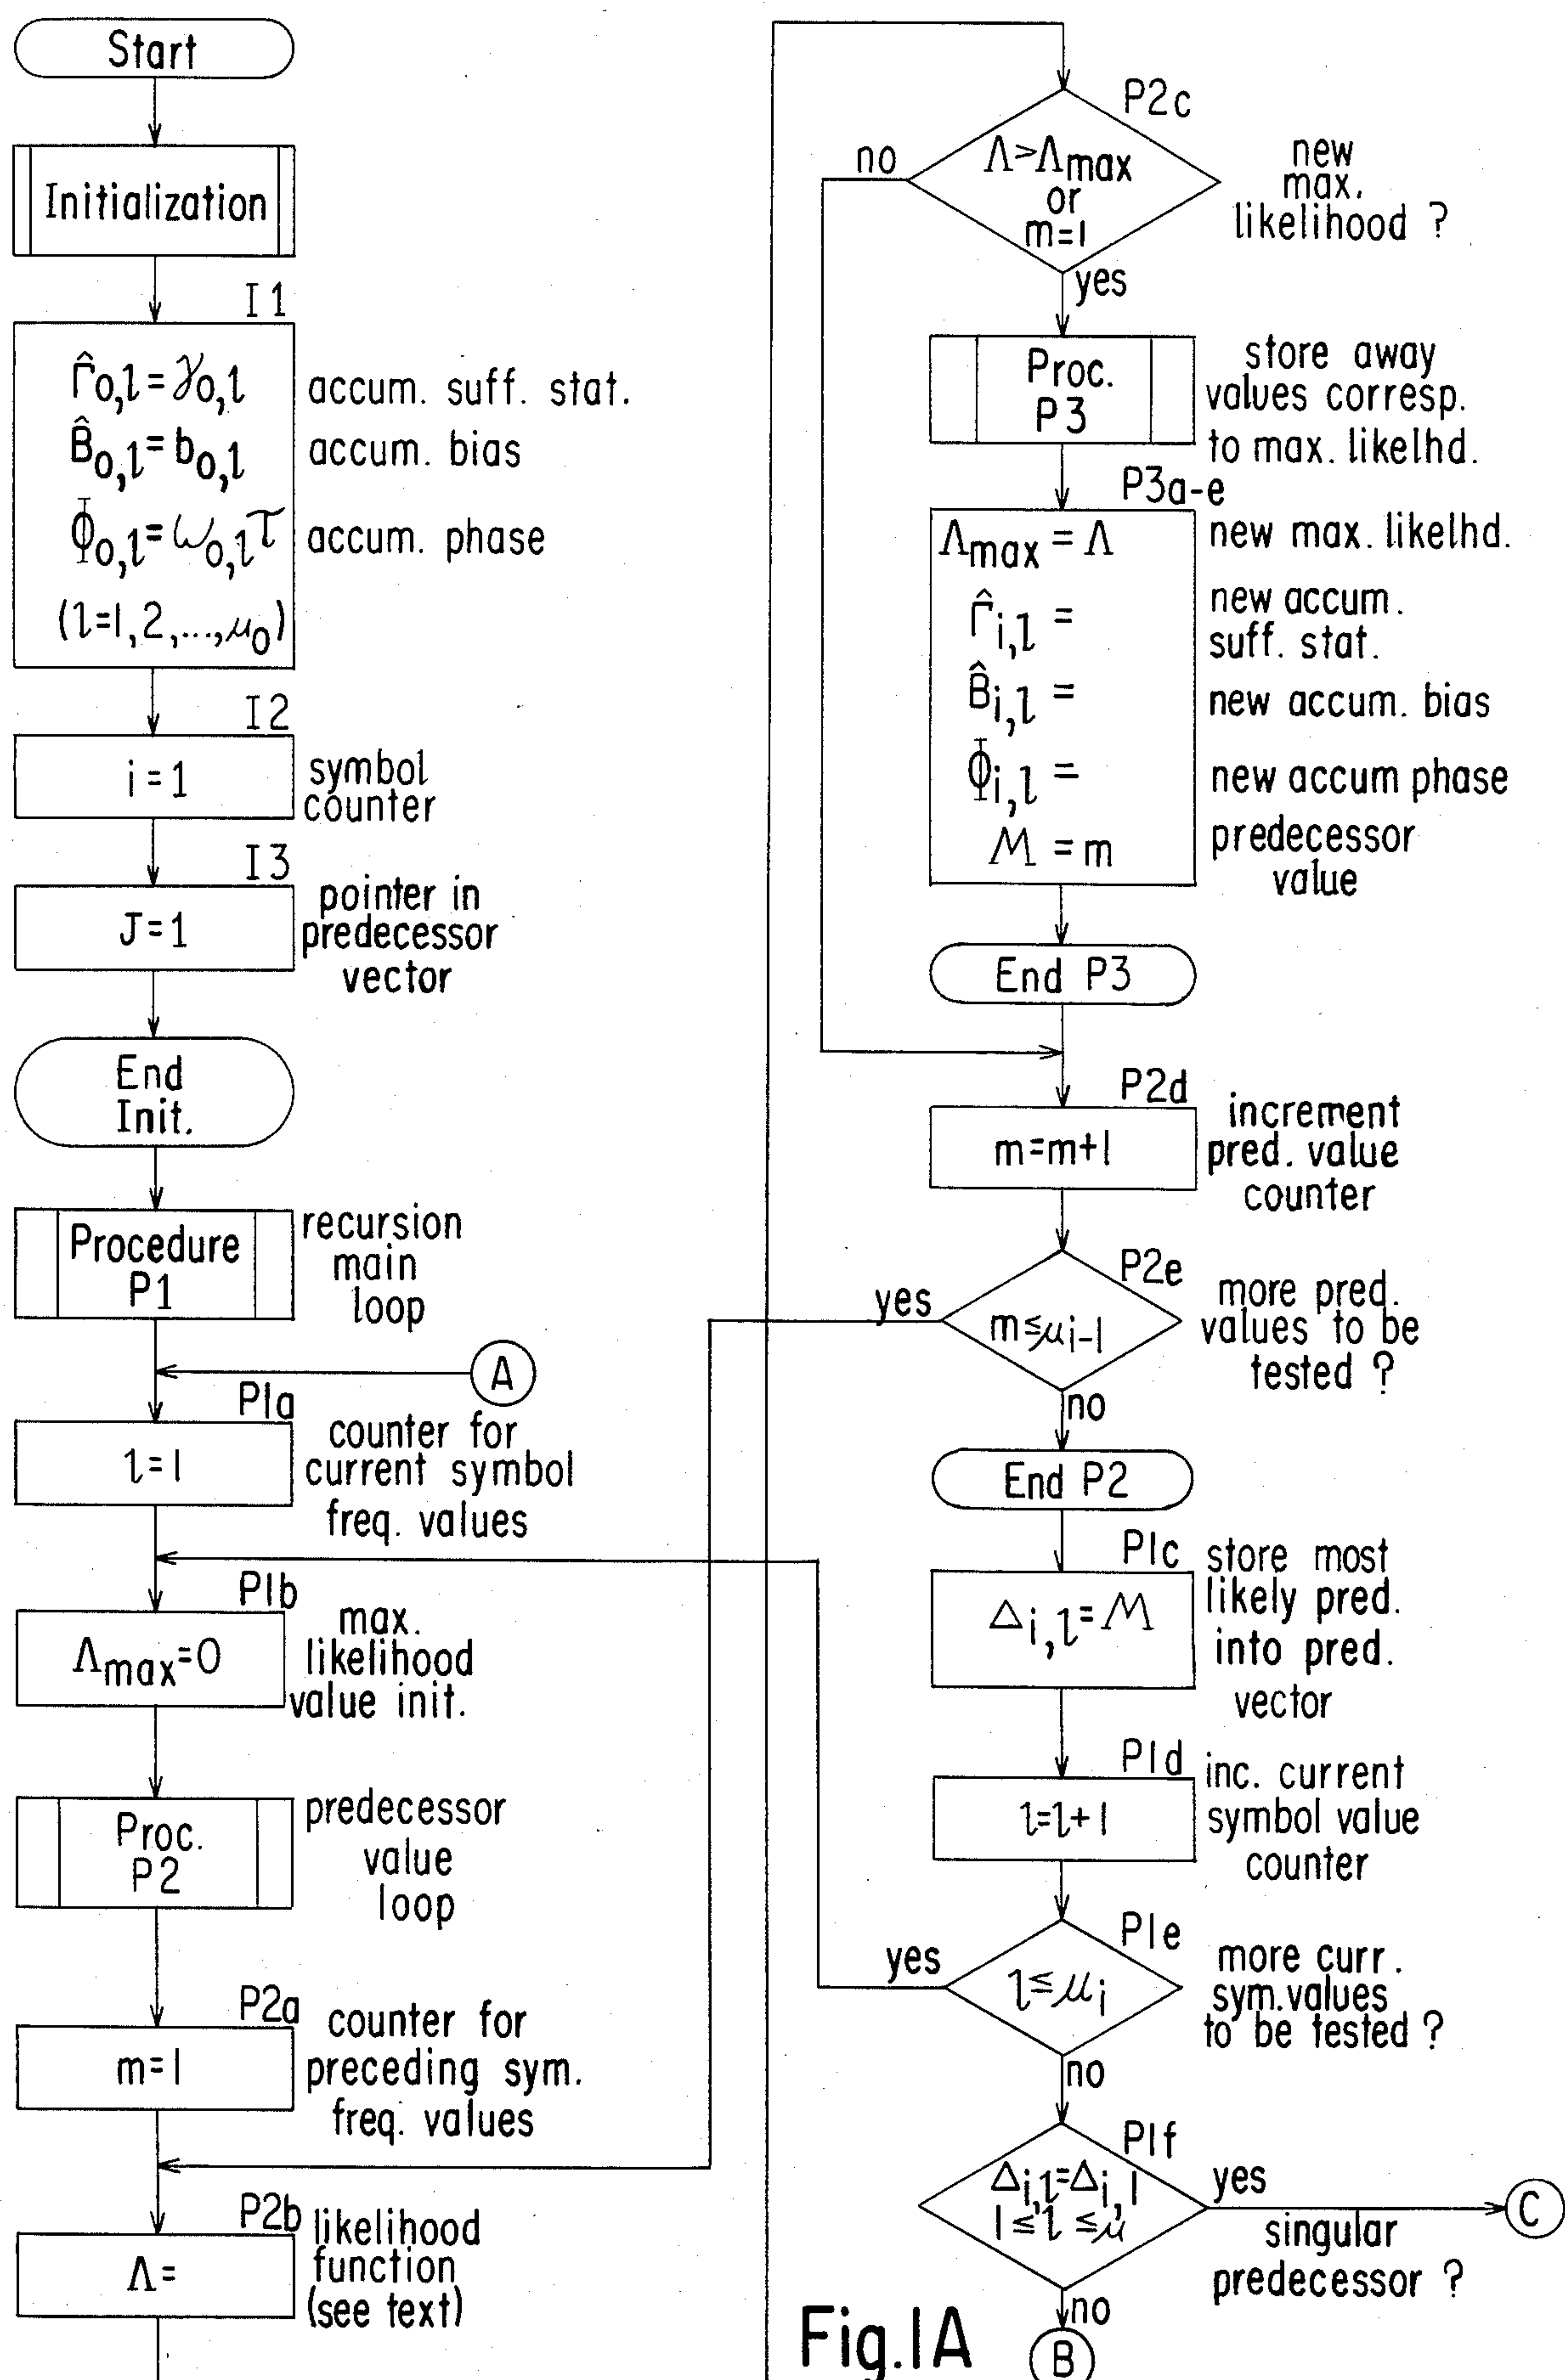 Start
Initialization
I1
Γ̂0,l = γ0,l
accum. suff. stat.
B̂0,l = b0,l
accum. bias
Φ0,l = ω0,lτ
accum. phase
(l=1,2,...,μ0)
I2
i=1
symbol
counter
I3
J=1
pointer in
predecessor
vector
End
Init.
Procedure
P1
recursion
main
loop
A
P1a
l=1
counter for
current symbol
freq. values
P1b
Λmax=0
max.
likelihood
value init.
Proc.
P2
predecessor
value
loop
P2a
m=1
counter for
preceding sym.
freq. values
P2b
Λ=
likelihood
function
(see text)
P2c
Λ>Λmax
or
m=1
no
yes
new
max.
likelihood ?
Proc.
P3
store away
values corresp.
to max. likelhd.
P3a-e
Λmax = Λ
new max. likelhd.
Γ̂i,l =
new accum.
suff. stat.
B̂i,l =
new accum. bias
Φi,l =
new accum phase
M = m
predecessor
value
End P3
P2d
m=m+1
increment
pred. value
counter
P2e
m≤μi-1
yes
no
more pred.
values to be
tested ?
End P2
P1c
Δi,l=M
store most
likely pred.
into pred.
vector
P1d
l=l+1
inc. current
symbol value
counter
P1e
l≤μi
yes
no
more curr.
sym.values
to be tested ?
P1f
Δi,l=Δi,1
1≤l≤μ
yes
C
singular
predecessor ?
no
B
Fig.1A